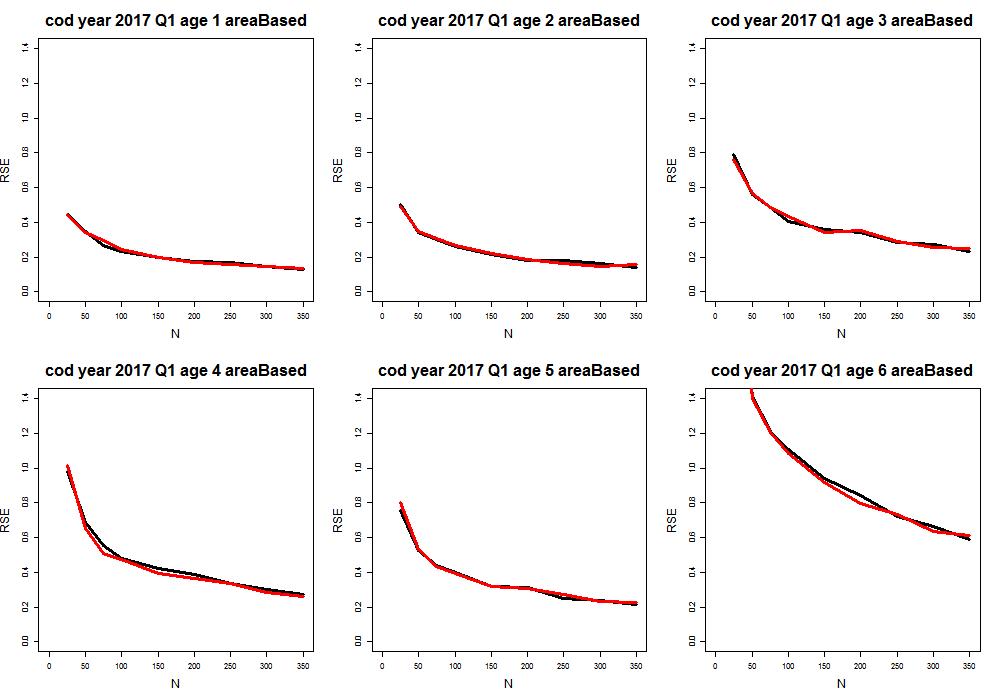 cod year 2017 Q1 age 1 areaBased
RSE
0.0 0.2 0.4 0.6 0.8 1.0 1.2 1.4
0 50 100 150 200 250 300 350
N
cod year 2017 Q1 age 2 areaBased
RSE
0.0 0.2 0.4 0.6 0.8 1.0 1.2 1.4
0 50 100 150 200 250 300 350
N
cod year 2017 Q1 age 3 areaBased
RSE
0.0 0.2 0.4 0.6 0.8 1.0 1.2 1.4
0 50 100 150 200 250 300 350
N
cod year 2017 Q1 age 4 areaBased
RSE
0.0 0.2 0.4 0.6 0.8 1.0 1.2 1.4
0 50 100 150 200 250 300 350
N
cod year 2017 Q1 age 5 areaBased
RSE
0.0 0.2 0.4 0.6 0.8 1.0 1.2 1.4
0 50 100 150 200 250 300 350
N
cod year 2017 Q1 age 6 areaBased
RSE
0.0 0.2 0.4 0.6 0.8 1.0 1.2 1.4
0 50 100 150 200 250 300 350
N